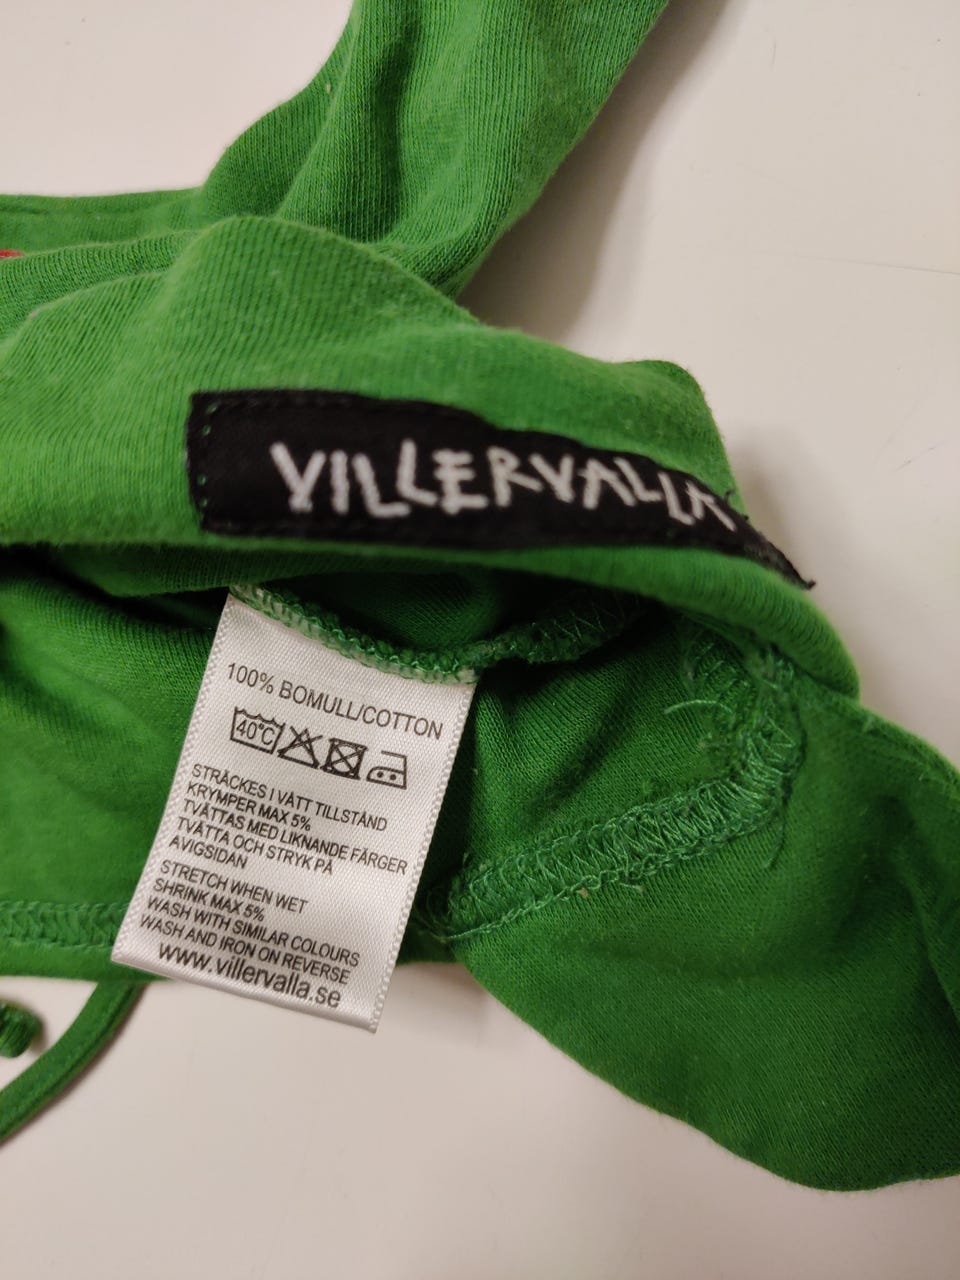 VILLERVALLA
100% BOMULL/COTTON
40°C
STRÄCKES I VÅTT TILLSTÅND
KRYMPER MAX 5%
TVÄTTAS MED LIKNANDE FÄRGER
TVÄTTA OCH STRYK PÅ
AVIGSIDAN
STRETCH WHEN WET
SHRINK MAX 5%
WASH WITH SIMILAR COLOURS
WASH AND IRON ON REVERSE
www.villervalla.se